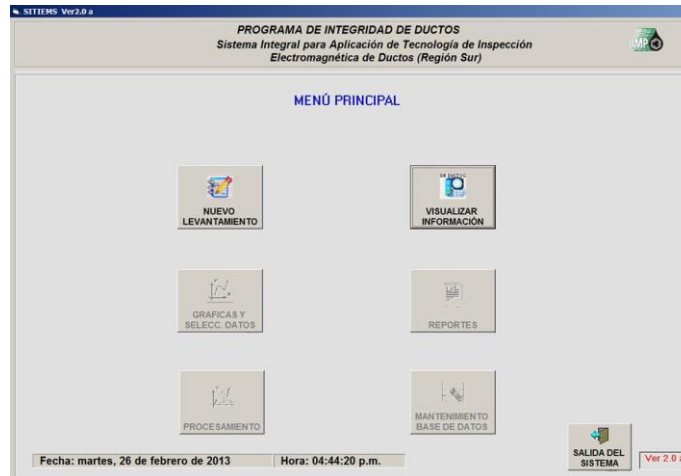 SITIEMS Ver2.0 a
PROGRAMA DE INTEGRIDAD DE DUCTOS
Sistema Integral para Aplicación de Tecnología de Inspección
Electromagnética de Ductos (Región Sur)
IMP
MENÚ PRINCIPAL
NUEVO
LEVANTAMIENTO
VISUALIZAR
INFORMACIÓN
GRAFICAS Y
SELECC. DATOS
REPORTES
PROCESAMIENTO
MANTENIMIENTO
BASE DE DATOS
Fecha: martes, 26 de febrero de 2013
Hora: 04:44:20 p.m.
SALIDA DEL
SISTEMA
Ver 2.0 a